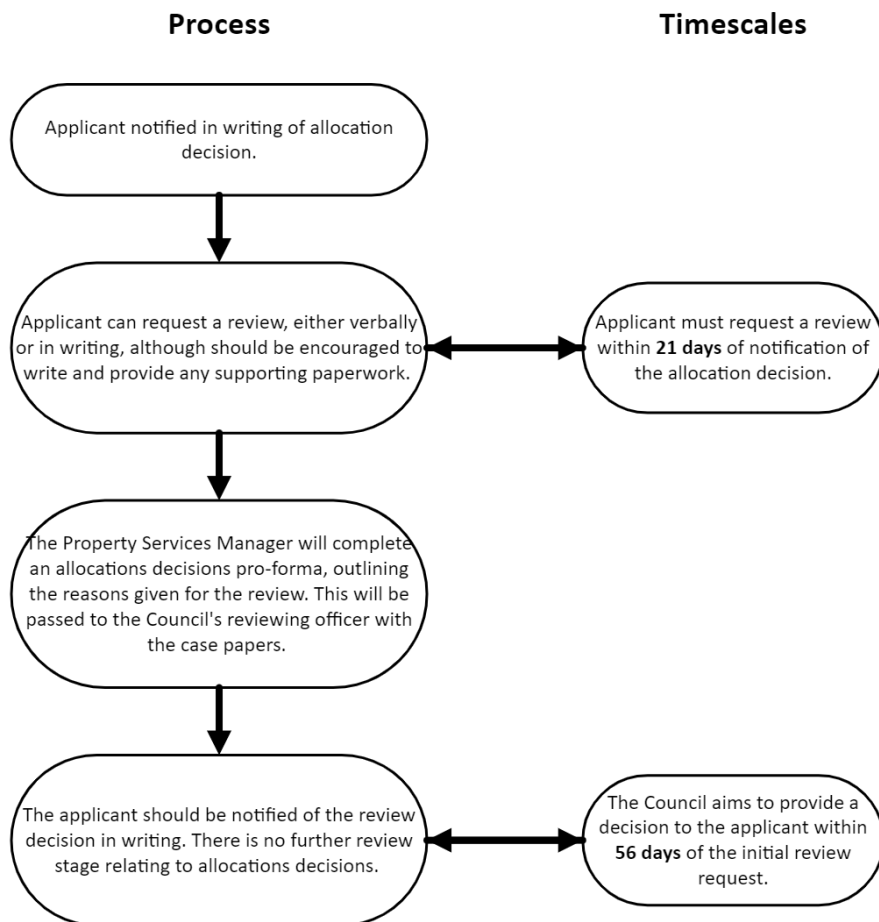 Process
Timescales
Applicant notified in writing of allocation
decision.
Applicant can request a review, either verbally
or in writing, although should be encouraged to
write and provide any supporting paperwork.
Applicant must request a review
within 21 days of notification of
the allocation decision.
The Property Services Manager will complete
an allocations decisions pro-forma, outlining
the reasons given for the review. This will be
passed to the Council's reviewing officer with
the case papers.
The applicant should be notified of the review
decision in writing. There is no further review
stage relating to allocations decisions.
The Council aims to provide a
decision to the applicant within
56 days of the initial review
request.